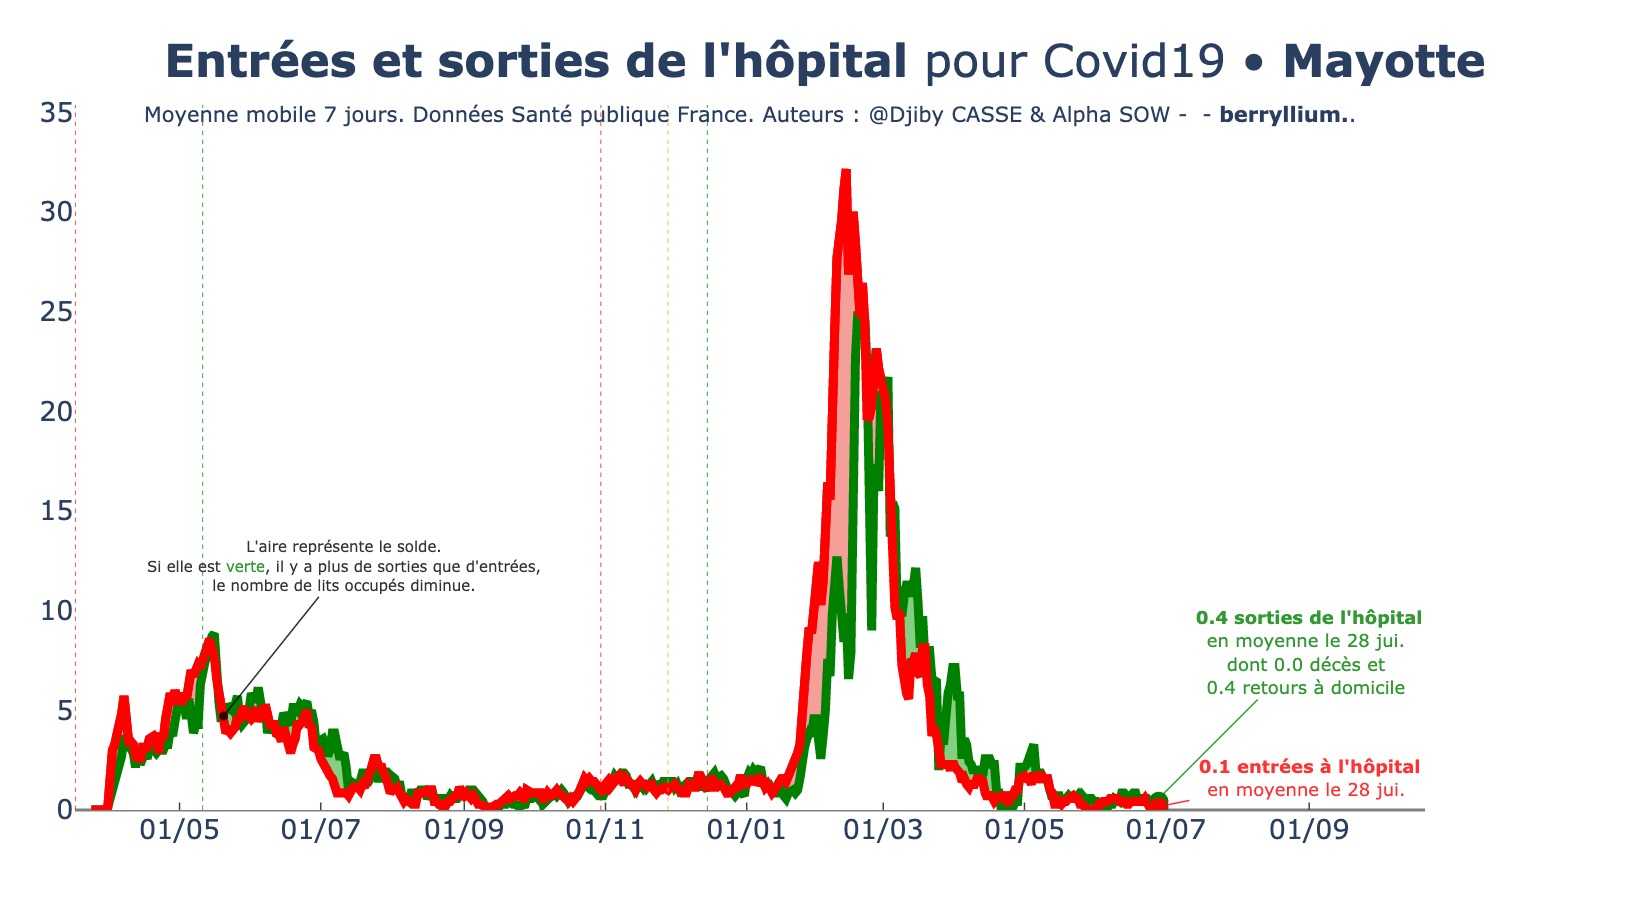 Entrées et sorties de l'hôpital pour Covid19 • Mayotte
Moyenne mobile 7 jours. Données Santé publique France. Auteurs : @Djiby CASSE & Alpha SOW -  - berryllium..
35
30
25
20
15
10
5
0
L'aire représente le solde.
Si elle est verte, il y a plus de sorties que d'entrées,
le nombre de lits occupés diminue.
0.4 sorties de l'hôpital
en moyenne le 28 jui.
dont 0.0 décès et
0.4 retours à domicile
0.1 entrées à l'hôpital
en moyenne le 28 jui.
01/05 01/07 01/09 01/11 01/01 01/03 01/05 01/07 01/09